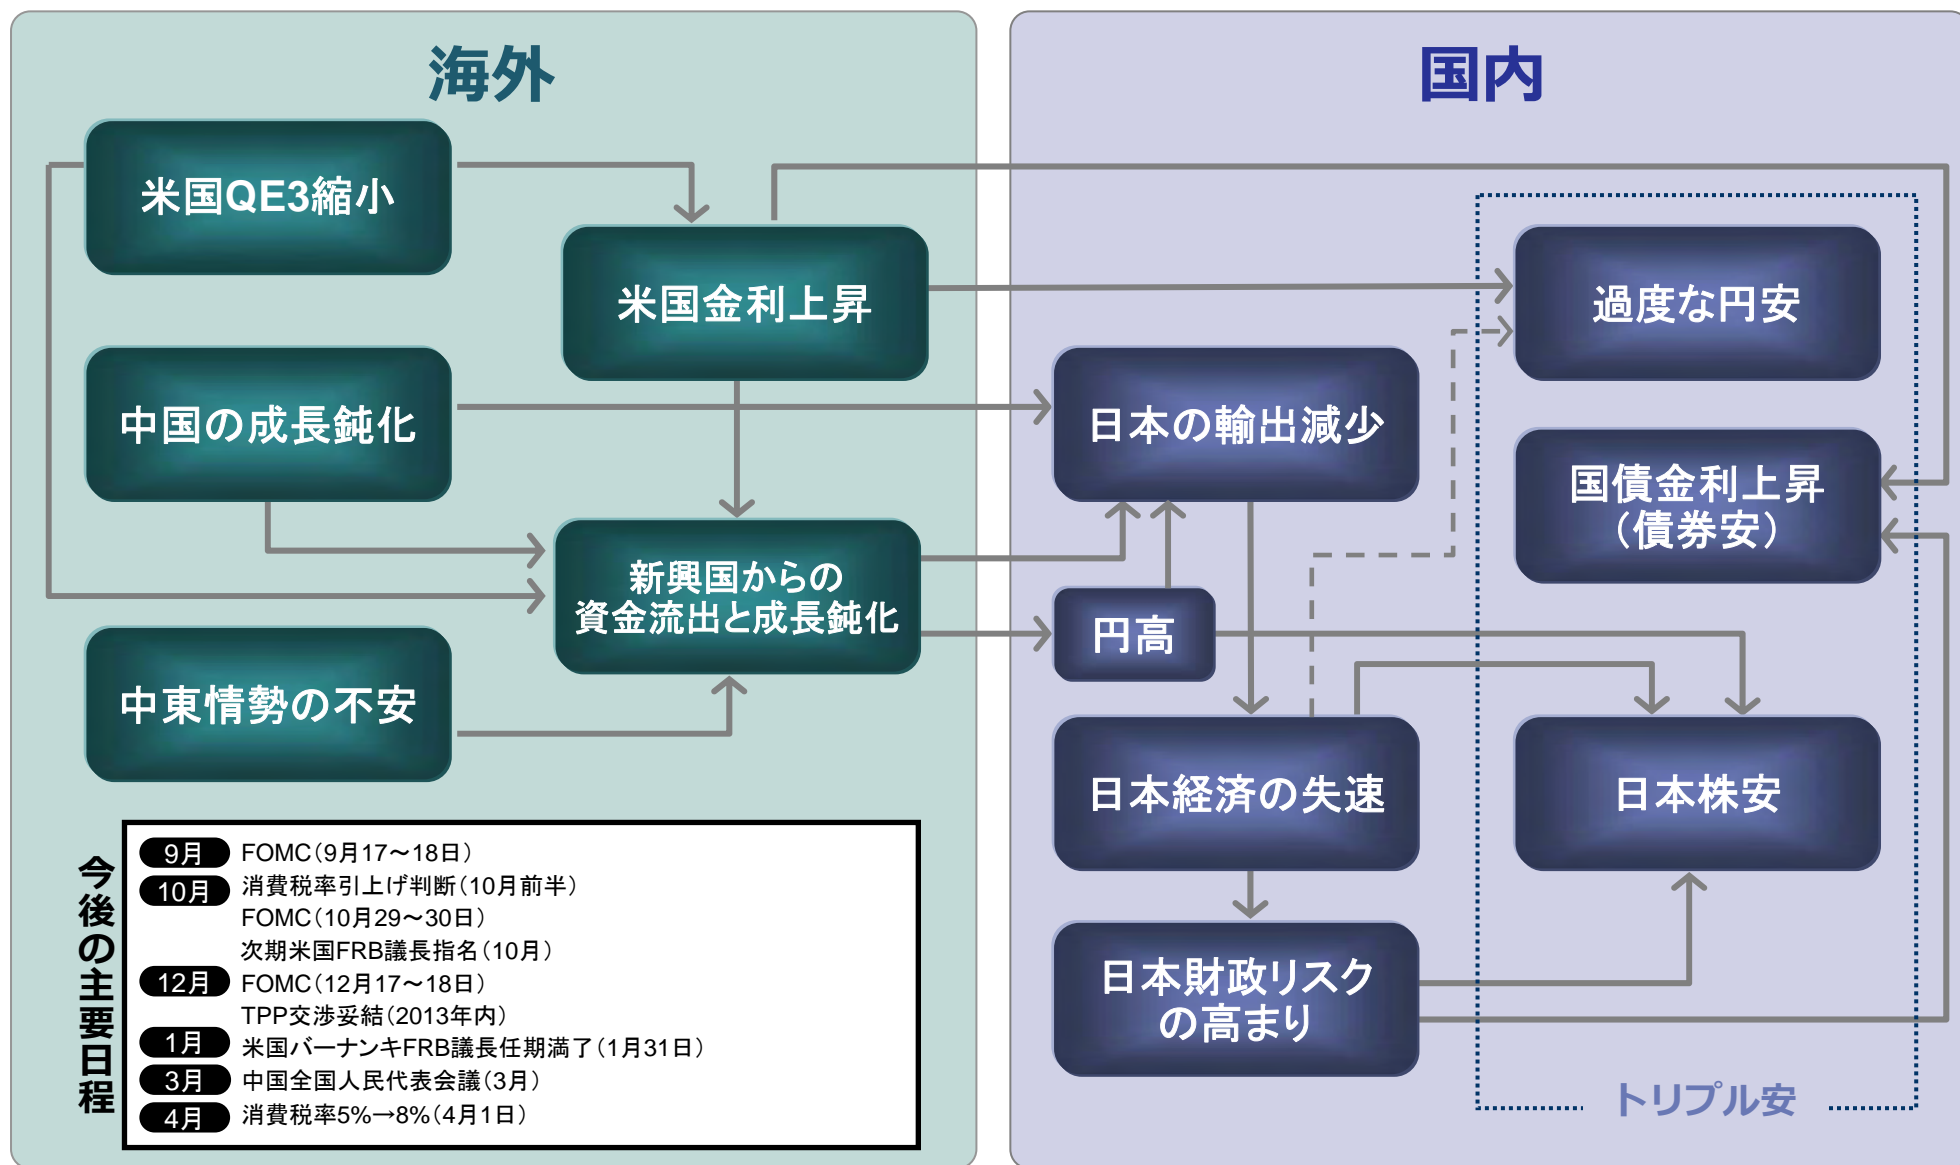 海外
米国QE3縮小
米国金利上昇
中国の成長鈍化
新興国からの
資金流出と成長鈍化
中東情勢の不安
今後の主要日程
9月 FOMC(9月17～18日)
10月 消費税率引上げ判断(10月前半)
FOMC(10月29～30日)
次期米国FRB議長指名(10月)
12月 FOMC(12月17～18日)
TPP交渉妥結(2013年内)
1月 米国バーナンキFRB議長任期満了(1月31日)
3月 中国全国人民代表会議(3月)
4月 消費税率5%→8%(4月1日)
国内
過度な円安
日本の輸出減少
国債金利上昇
(債券安)
円高
日本経済の失速
日本株安
日本財政リスク
の高まり
トリプル安